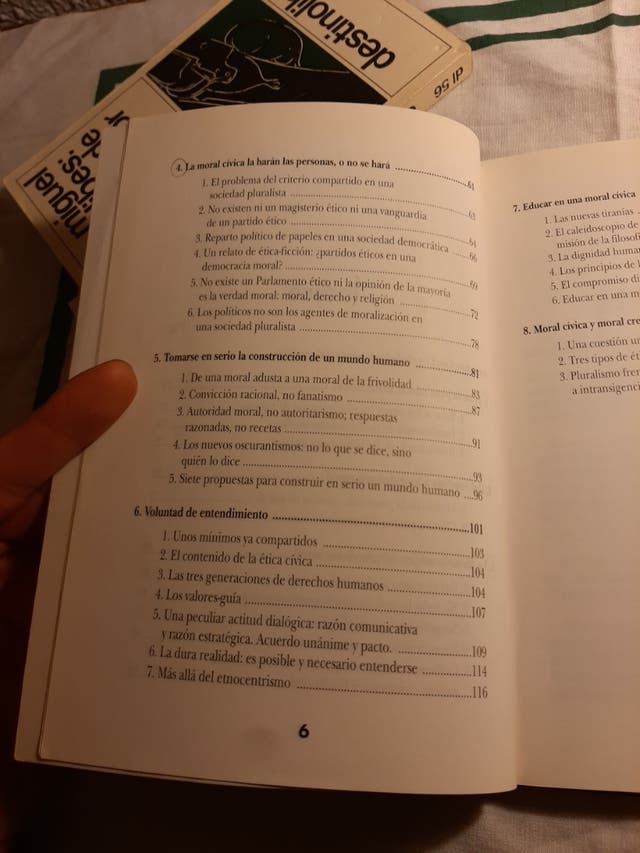 destinolib
dl 56
miguel
4. La moral cívica la harán las personas, o no se hará ............ 61
1. El problema del criterio compartido en una
sociedad pluralista ............ 63
2. No existen ni un magisterio ético ni una vanguardia
de un partido ético ............ 64
3. Reparto político de papeles en una sociedad democrática ............ 66
4. Un relato de ética-ficción: ¿partidos éticos en una
democracia moral? ............ 69
5. No existe un Parlamento ético ni la opinión de la mayoría
es la verdad moral: moral, derecho y religión ............ 72
6. Los políticos no son los agentes de moralización en
una sociedad pluralista ............ 78
5. Tomarse en serio la construcción de un mundo humano ............ 81
1. De una moral adusta a una moral de la frivolidad ............ 83
2. Convicción racional, no fanatismo ............ 87
3. Autoridad moral, no autoritarismo; respuestas
razonadas, no recetas ............ 91
4. Los nuevos oscurantismos: no lo que se dice, sino
quién lo dice ............ 93
5. Siete propuestas para construir en serio un mundo humano ... 96
6. Voluntad de entendimiento ............ 101
1. Unos mínimos ya compartidos ............ 103
2. El contenido de la ética cívica ............ 104
3. Las tres generaciones de derechos humanos ............ 104
4. Los valores-guía ............ 107
5. Una peculiar actitud dialógica: razón comunicativa
y razón estratégica. Acuerdo unánime y pacto. ............ 109
6. La dura realidad: es posible y necesario entenderse ............ 114
7. Más allá del etnocentrismo ............ 116
6
7. Educar en una moral cívica
1. Las nuevas tiranías
2. El caleidoscopio de
misión de la filosofí
3. La dignidad huma
4. Los principios de l
5. El compromiso di
6. Educar en una m
8. Moral cívica y moral cre
1. Una cuestión un
2. Tres tipos de ét
3. Pluralismo fren
a intransigenci